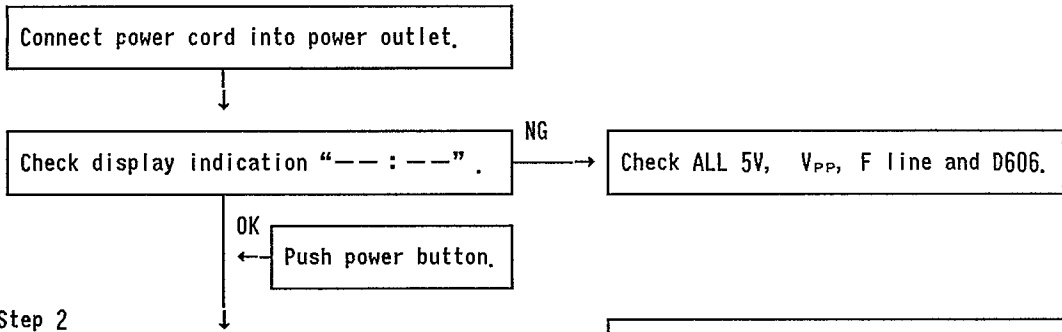 Connect power cord into power outlet.
Check display indication “－－：－－”.
NG
Check ALL 5V, VPP, F line and D606.
OK
Push power button.
Step 2